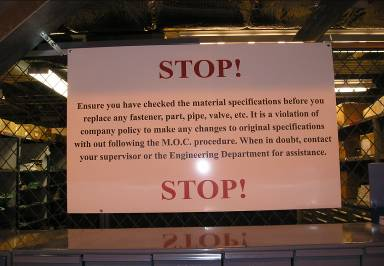 STOP!
Ensure you have checked the material specifications before you
replace any fastener, part, pipe, valve, etc. It is a violation of
company policy to make any changes to original specifications
with out following the M.O.C. procedure. When in doubt, contact
your supervisor or the Engineering Department for assistance.
STOP!